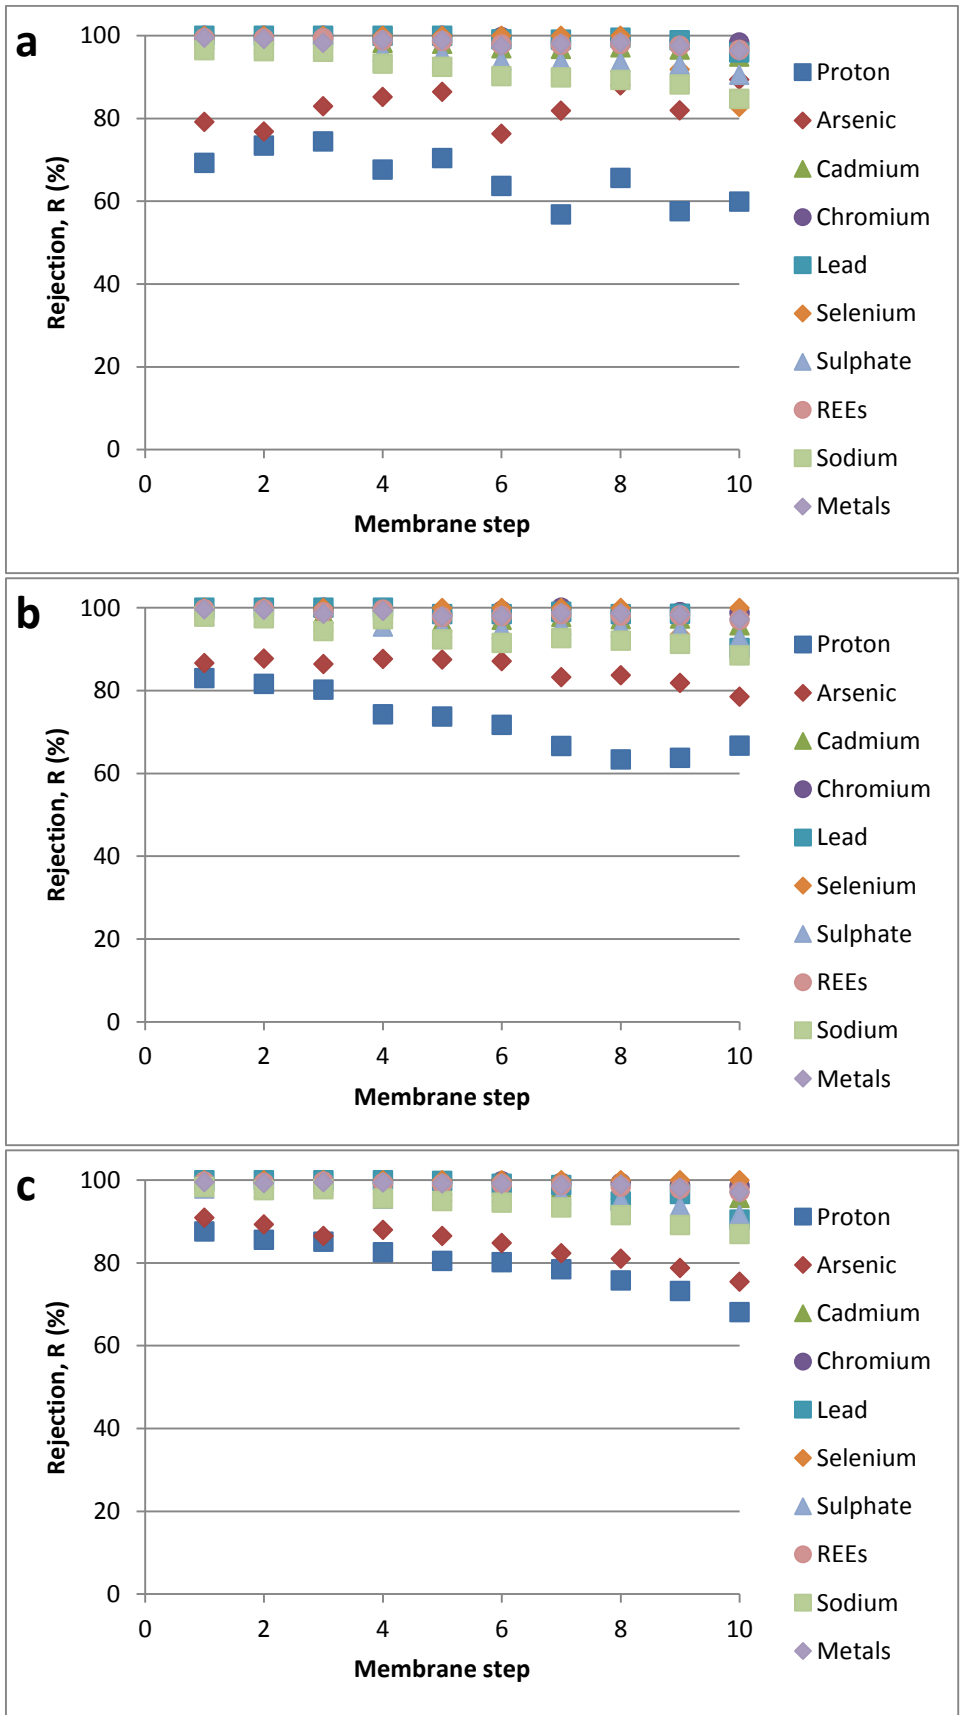 a
Rejection, R (%)
100
80
60
40
20
0
0 2 4 6 8 10
Membrane step
Proton
Arsenic
Cadmium
Chromium
Lead
Selenium
Sulphate
REEs
Sodium
Metals
b
Rejection, R (%)
100
80
60
40
20
0
0 2 4 6 8 10
Membrane step
Proton
Arsenic
Cadmium
Chromium
Lead
Selenium
Sulphate
REEs
Sodium
Metals
c
Rejection, R (%)
100
80
60
40
20
0
0 2 4 6 8 10
Membrane step
Proton
Arsenic
Cadmium
Chromium
Lead
Selenium
Sulphate
REEs
Sodium
Metals